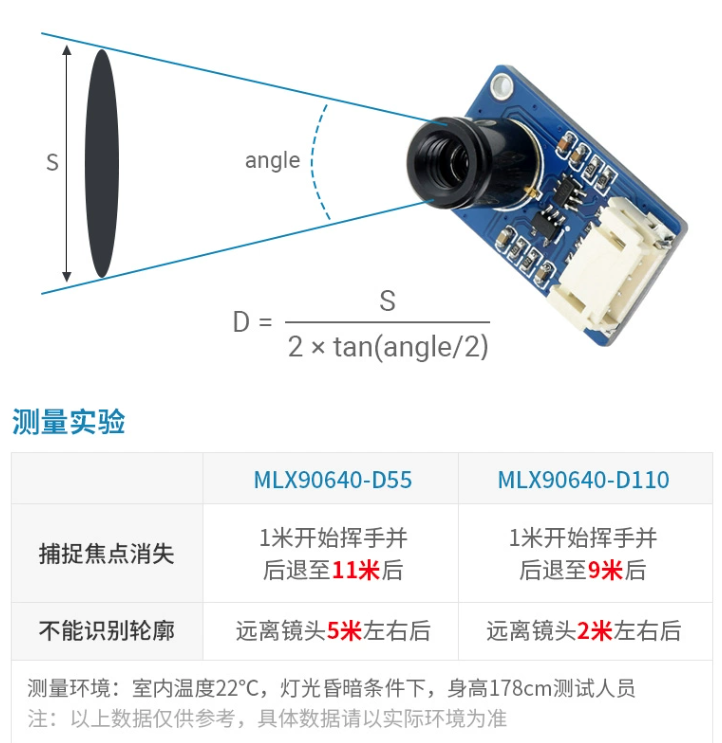 S
angle
D = S / 2 × tan(angle/2)
测量实验
MLX90640-D55
MLX90640-D110
捕捉焦点消失
1米开始挥手并
后退至11米后
1米开始挥手并
后退至9米后
不能识别轮廓
远离镜头5米左右后
远离镜头2米左右后
测量环境：室内温度22℃，灯光昏暗条件下，身高178cm测试人员
注：以上数据仅供参考，具体数据请以实际环境为准